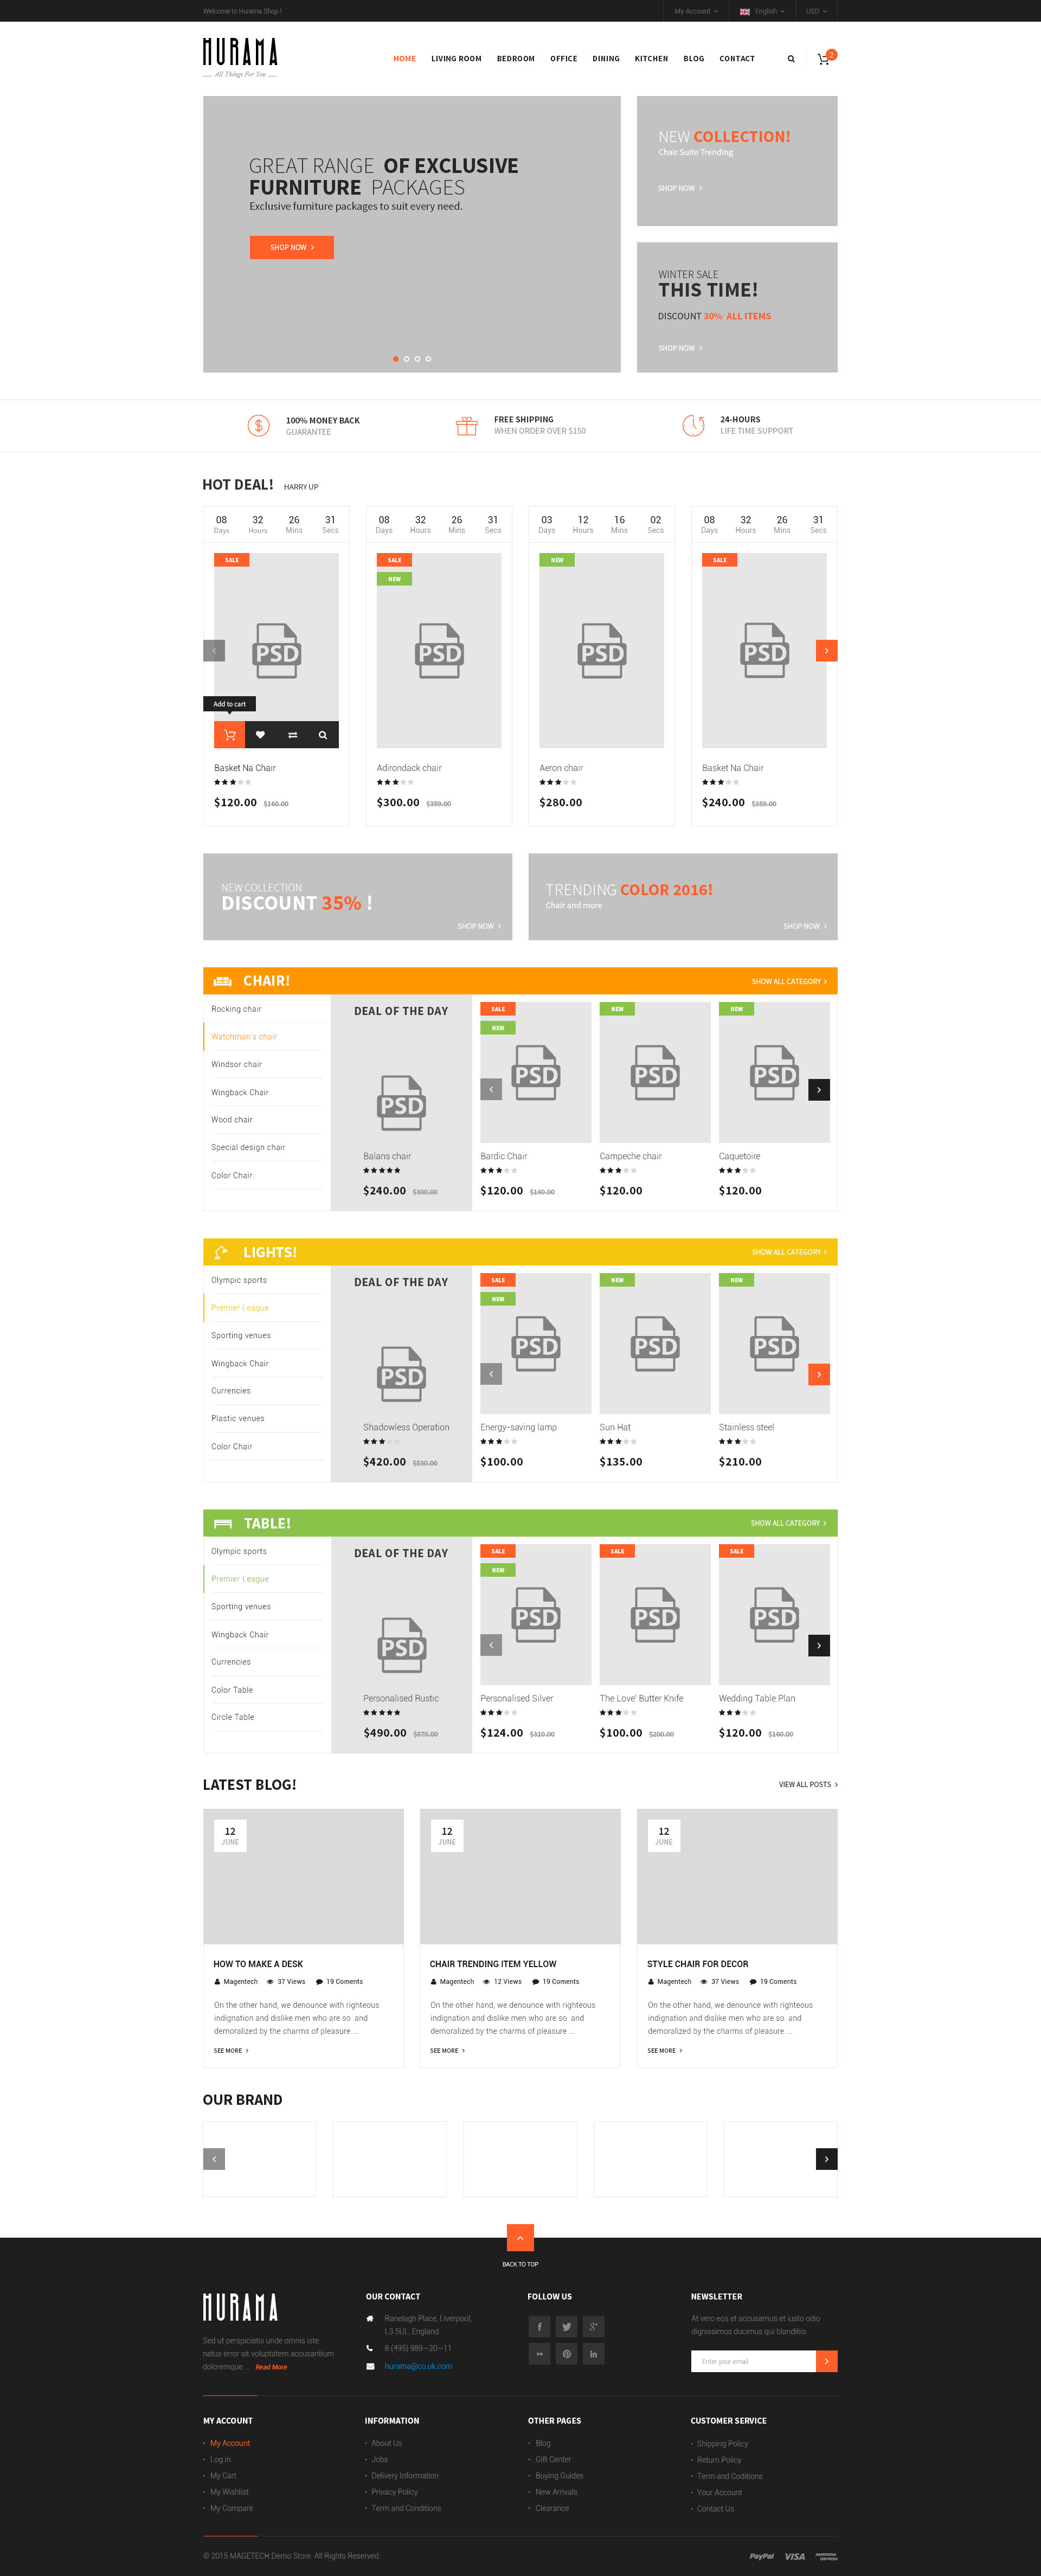 Welcome to Hurama Shop !
My Account
English
USD
HURAMA
All Things For You
HOME LIVING ROOM BEDROOM OFFICE DINING KITCHEN BLOG CONTACT
2
GREAT RANGE OF EXCLUSIVE
FURNITURE PACKAGES
Exclusive furniture packages to suit every need.
SHOP NOW
NEW COLLECTION!
Chair Suite Trending
SHOP NOW
WINTER SALE
THIS TIME!
DISCOUNT 30% ALL ITEMS
SHOP NOW
100% MONEY BACK
GUARANTEE
FREE SHIPPING
WHEN ORDER OVER $150
24-HOURS
LIFE TIME SUPPORT
HOT DEAL! HARRY UP
08 32 26 31
Days Hours Mins Secs
SALE
PSD
Add to cart
Basket Na Chair
$120.00 $160.00
08 32 26 31
Days Hours Mins Secs
SALE
NEW
PSD
Adirondack chair
$300.00 $359.00
03 12 16 02
Days Hours Mins Secs
NEW
PSD
Aeron chair
$280.00
08 32 26 31
Days Hours Mins Secs
SALE
PSD
Basket Na Chair
$240.00 $359.00
NEW COLLECTION
DISCOUNT 35% !
SHOP NOW
TRENDING COLOR 2016!
Chair and more
SHOP NOW
CHAIR!
SHOW ALL CATEGORY
Rocking chair
Watchman's chair
Windsor chair
Wingback Chair
Wood chair
Special design chair
Color Chair
DEAL OF THE DAY
PSD
Balans chair
$240.00 $300.00
SALE
NEW
PSD
Bardic Chair
$120.00 $160.00
NEW
PSD
Campeche chair
$120.00
NEW
PSD
Caquetoire
$120.00
LIGHTS!
SHOW ALL CATEGORY
Olympic sports
Premier League
Sporting venues
Wingback Chair
Currencies
Plastic venues
Color Chair
DEAL OF THE DAY
PSD
Shadowless Operation
$420.00 $530.00
SALE
NEW
PSD
Energy-saving lamp
$100.00
NEW
PSD
Sun Hat
$135.00
NEW
PSD
Stainless steel
$210.00
TABLE!
SHOW ALL CATEGORY
Olympic sports
Premier League
Sporting venues
Wingback Chair
Currencies
Color Table
Circle Table
DEAL OF THE DAY
PSD
Personalised Rustic
$490.00 $570.00
SALE
NEW
PSD
Personalised Silver
$124.00 $310.00
SALE
PSD
The Love' Butter Knife
$100.00 $200.00
SALE
PSD
Wedding Table Plan
$120.00 $160.00
LATEST BLOG!
VIEW ALL POSTS
12
JUNE
HOW TO MAKE A DESK
Magentech 37 Views 19 Coments
On the other hand, we denounce with righteous
indignation and dislike men who are so and
demoralized by the charms of pleasure ...
SEE MORE
12
JUNE
CHAIR TRENDING ITEM YELLOW
Magentech 12 Views 19 Coments
On the other hand, we denounce with righteous
indignation and dislike men who are so and
demoralized by the charms of pleasure ...
SEE MORE
12
JUNE
STYLE CHAIR FOR DECOR
Magentech 37 Views 19 Coments
On the other hand, we denounce with righteous
indignation and dislike men who are so and
demoralized by the charms of pleasure ...
SEE MORE
OUR BRAND
BACK TO TOP
HURAMA
Sed ut perspiciatis unde omnis iste
natus error sit voluptatem accusantium
doloremque ... Read More
OUR CONTACT
Ranelagh Place, Liverpool,
L3 5UL, England
8 (495) 989—20—11
hurama@co.uk.com
FOLLOW US
NEWSLETTER
At vero eos et accusamus et iusto odio
dignissimos ducimus qui blanditiis
Enter your email
MY ACCOUNT
My Account
Log in
My Cart
My Wishlist
My Compare
INFORMATION
About Us
Jobs
Delivery Information
Privacy Policy
Term and Conditions
OTHER PAGES
Blog
Gift Center
Buying Guides
New Arrivals
Clearance
CUSTOMER SERVICE
Shipping Policy
Return Policy
Term and Coditions
Your Account
Contact Us
© 2015 MAGETECH Demo Store. All Rights Reserved.
PayPal
VISA
AMERICAN
EXPRESS